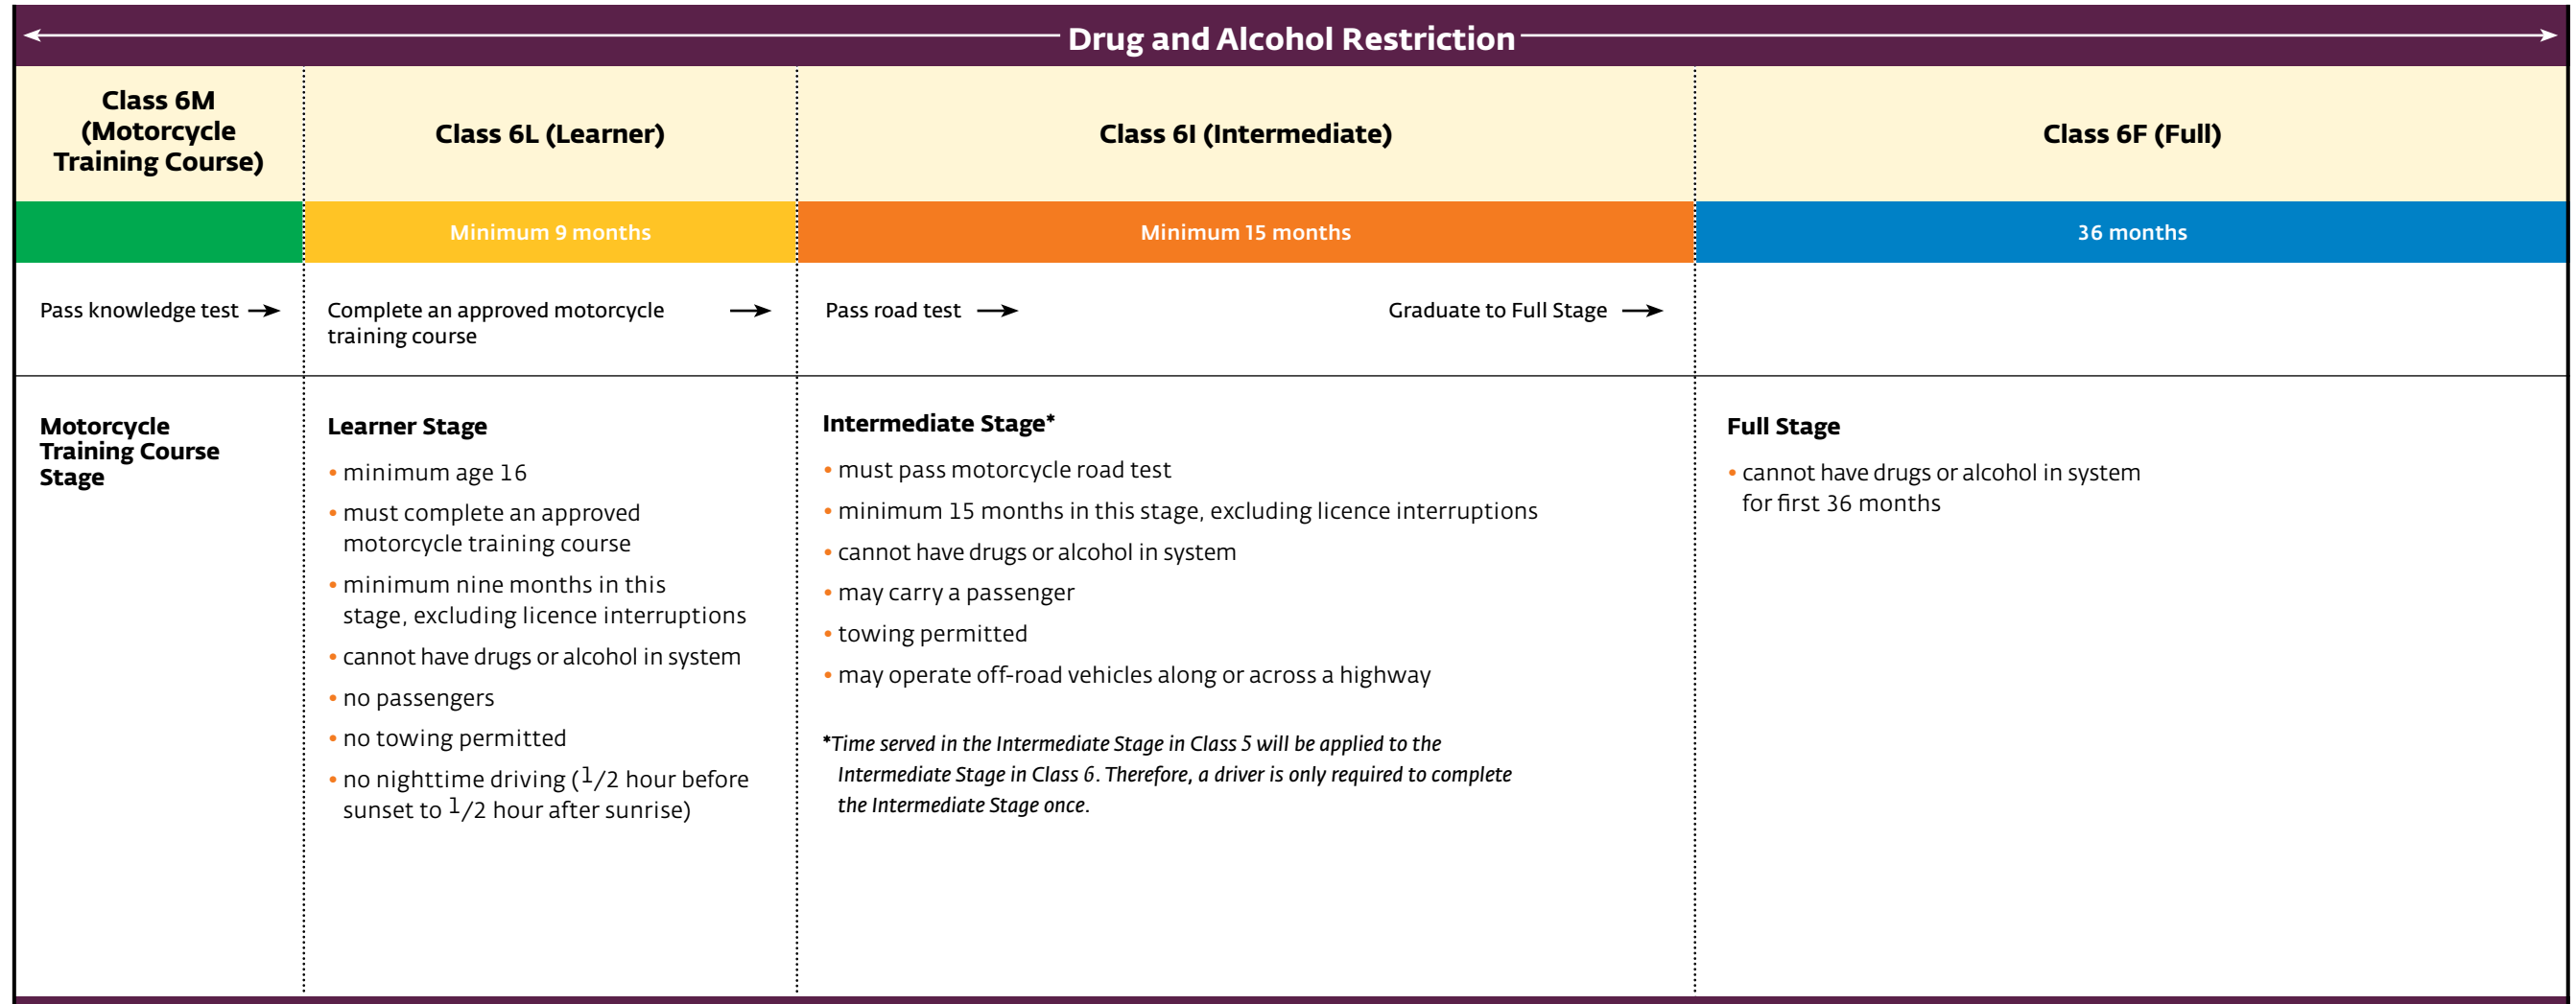 Drug and Alcohol Restriction
Class 6M
(Motorcycle
Training Course)
Class 6L (Learner)
Class 6I (Intermediate)
Class 6F (Full)
Minimum 9 months
Minimum 15 months
36 months
Pass knowledge test →
Complete an approved motorcycle →
training course
Pass road test →
Graduate to Full Stage →
Motorcycle
Training Course
Stage
Learner Stage
• minimum age 16
• must complete an approved
motorcycle training course
• minimum nine months in this
stage, excluding licence interruptions
• cannot have drugs or alcohol in system
• no passengers
• no towing permitted
• no nighttime driving (1/2 hour before
sunset to 1/2 hour after sunrise)
Intermediate Stage*
• must pass motorcycle road test
• minimum 15 months in this stage, excluding licence interruptions
• cannot have drugs or alcohol in system
• may carry a passenger
• towing permitted
• may operate off-road vehicles along or across a highway
*Time served in the Intermediate Stage in Class 5 will be applied to the
Intermediate Stage in Class 6. Therefore, a driver is only required to complete
the Intermediate Stage once.
Full Stage
• cannot have drugs or alcohol in system
for first 36 months